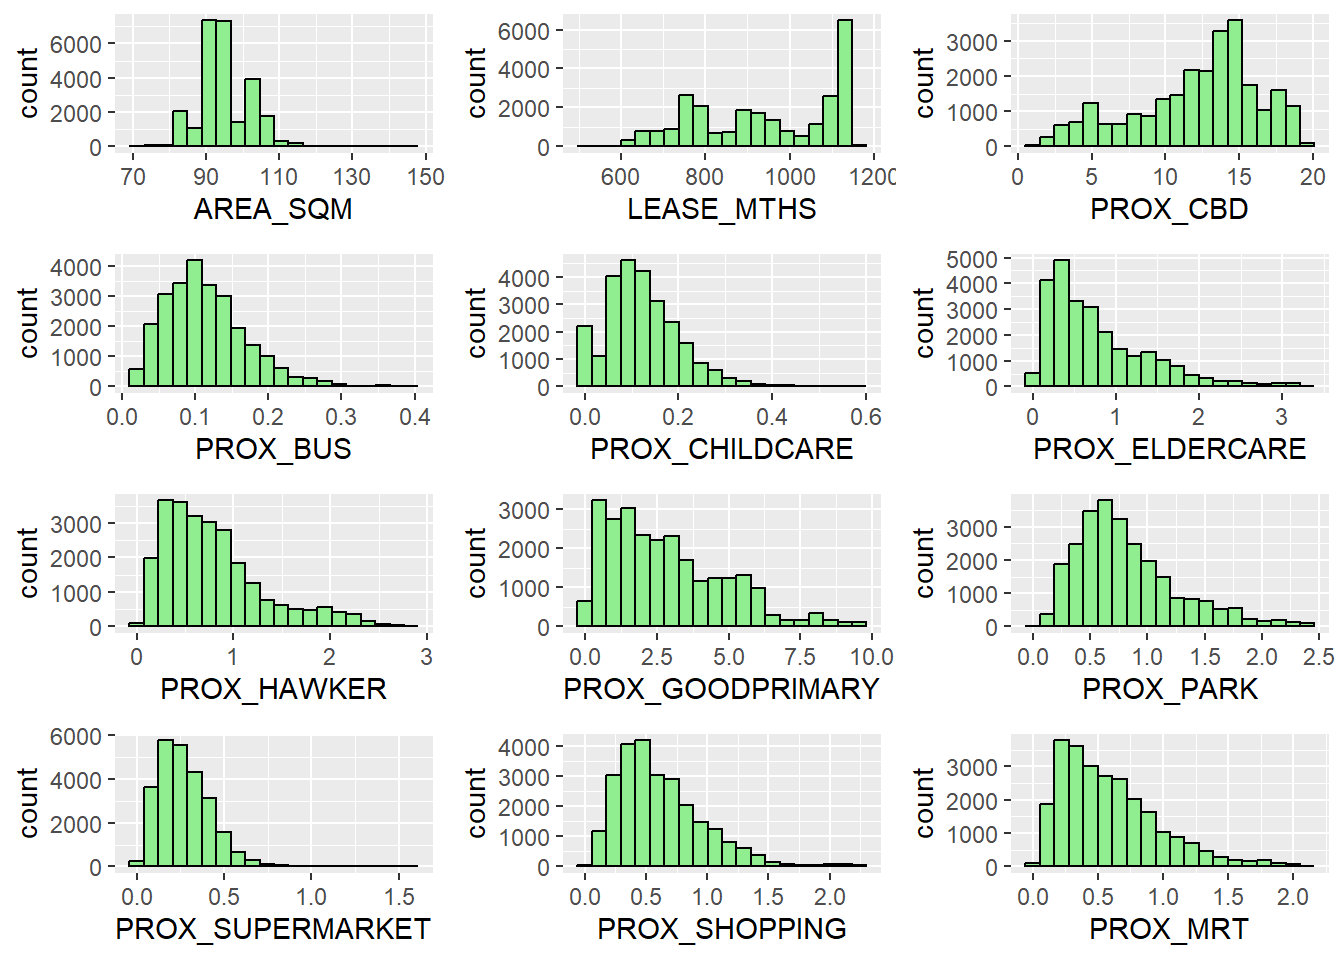 count
6000
4000
2000
0
70 90 110 130 150
AREA_SQM
count
6000
4000
2000
0
600 800 1000 1200
LEASE_MTHS
count
3000
2000
1000
0
0 5 10 15 20
PROX_CBD
count
4000
3000
2000
1000
0
0.0 0.1 0.2 0.3 0.4
PROX_BUS
count
4000
3000
2000
1000
0
0.0 0.2 0.4 0.6
PROX_CHILDCARE
count
5000
4000
3000
2000
1000
0
0 1 2 3
PROX_ELDERCARE
count
3000
2000
1000
0
0 1 2 3
PROX_HAWKER
count
3000
2000
1000
0
0.0 2.5 5.0 7.5 10.0
PROX_GOODPRIMARY
count
3000
2000
1000
0
0.0 0.5 1.0 1.5 2.0 2.5
PROX_PARK
count
6000
4000
2000
0
0.0 0.5 1.0 1.5
PROX_SUPERMARKET
count
4000
3000
2000
1000
0
0.0 0.5 1.0 1.5 2.0
PROX_SHOPPING
count
3000
2000
1000
0
0.0 0.5 1.0 1.5 2.0
PROX_MRT